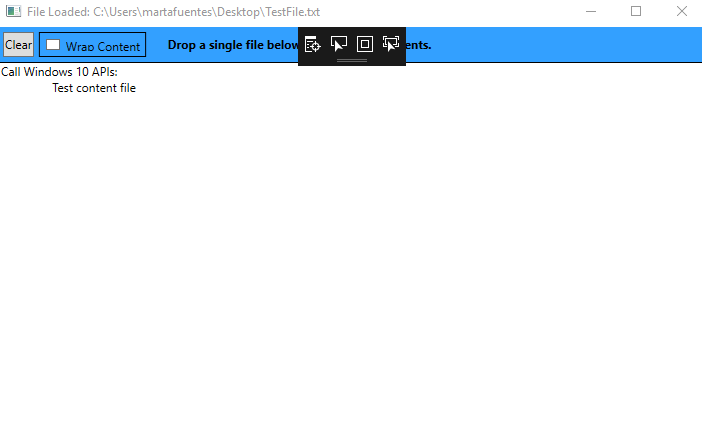 File Loaded: C:\Users\martafuentes\Desktop\TestFile.txt
Clear Wrap Content Drop a single file below ents.
Call Windows 10 APIs:
Test content file